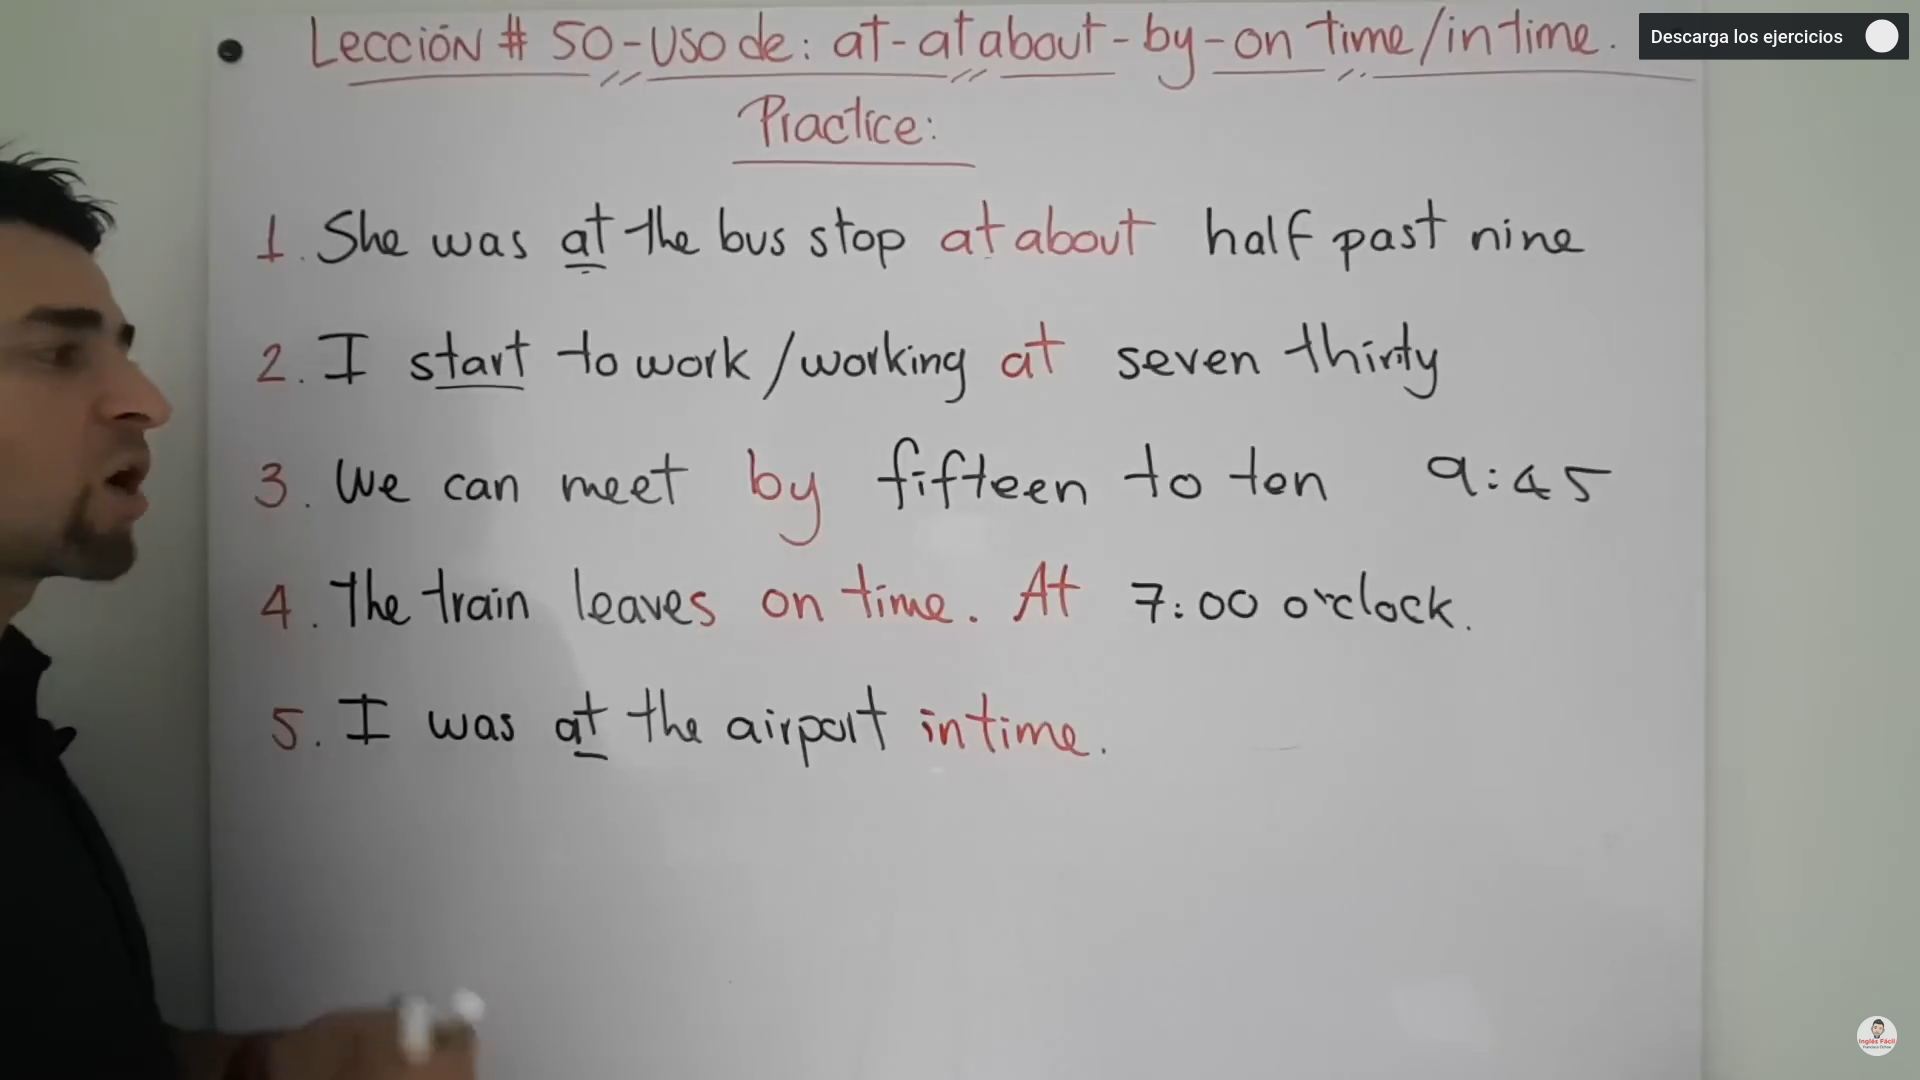 Lección # 50 - Uso de: at - at about - by - on time / in time.
Descarga los ejercicios
Practice:
1. She was at the bus stop at about half past nine
2. I start to work / working at seven thirty
3. We can meet by fifteen to ten 9:45
4. The train leaves on time. At 7:00 o'clock.
5. I was at the airport in time.
Inglés Fácil